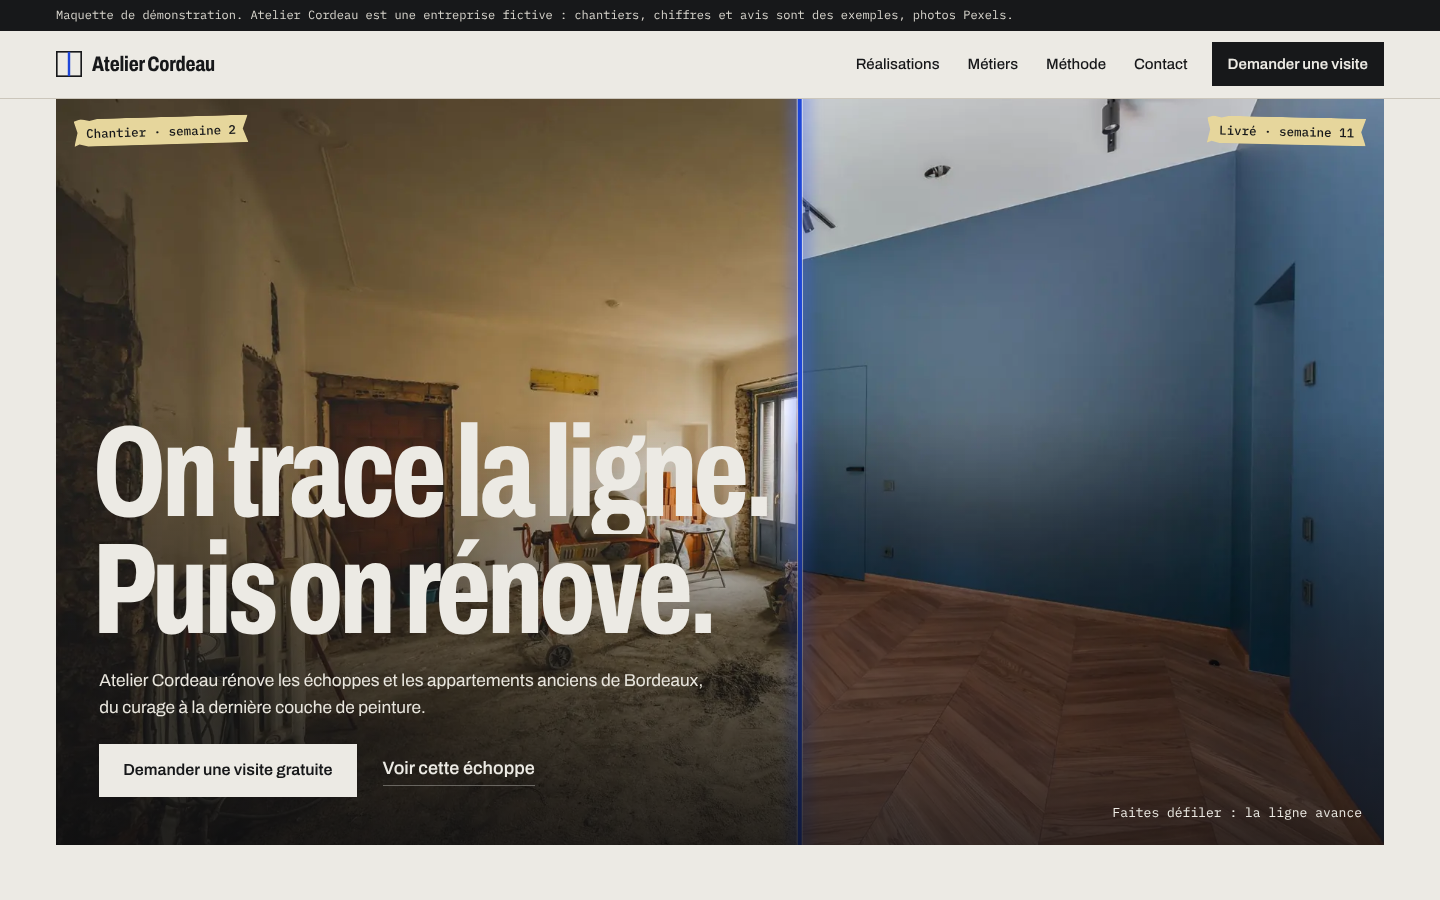 Maquette de démonstration. Atelier Cordeau est une entreprise fictive : chantiers, chiffres et avis sont des exemples, photos Pexels.
Atelier Cordeau
Réalisations
Métiers
Méthode
Contact
Demander une visite
Chantier · semaine 2
Livré · semaine 11
On trace la ligne.
Puis on rénove.
Atelier Cordeau rénove les échoppes et les appartements anciens de Bordeaux,
du curage à la dernière couche de peinture.
Demander une visite gratuite
Voir cette échoppe
Faites défiler : la ligne avance